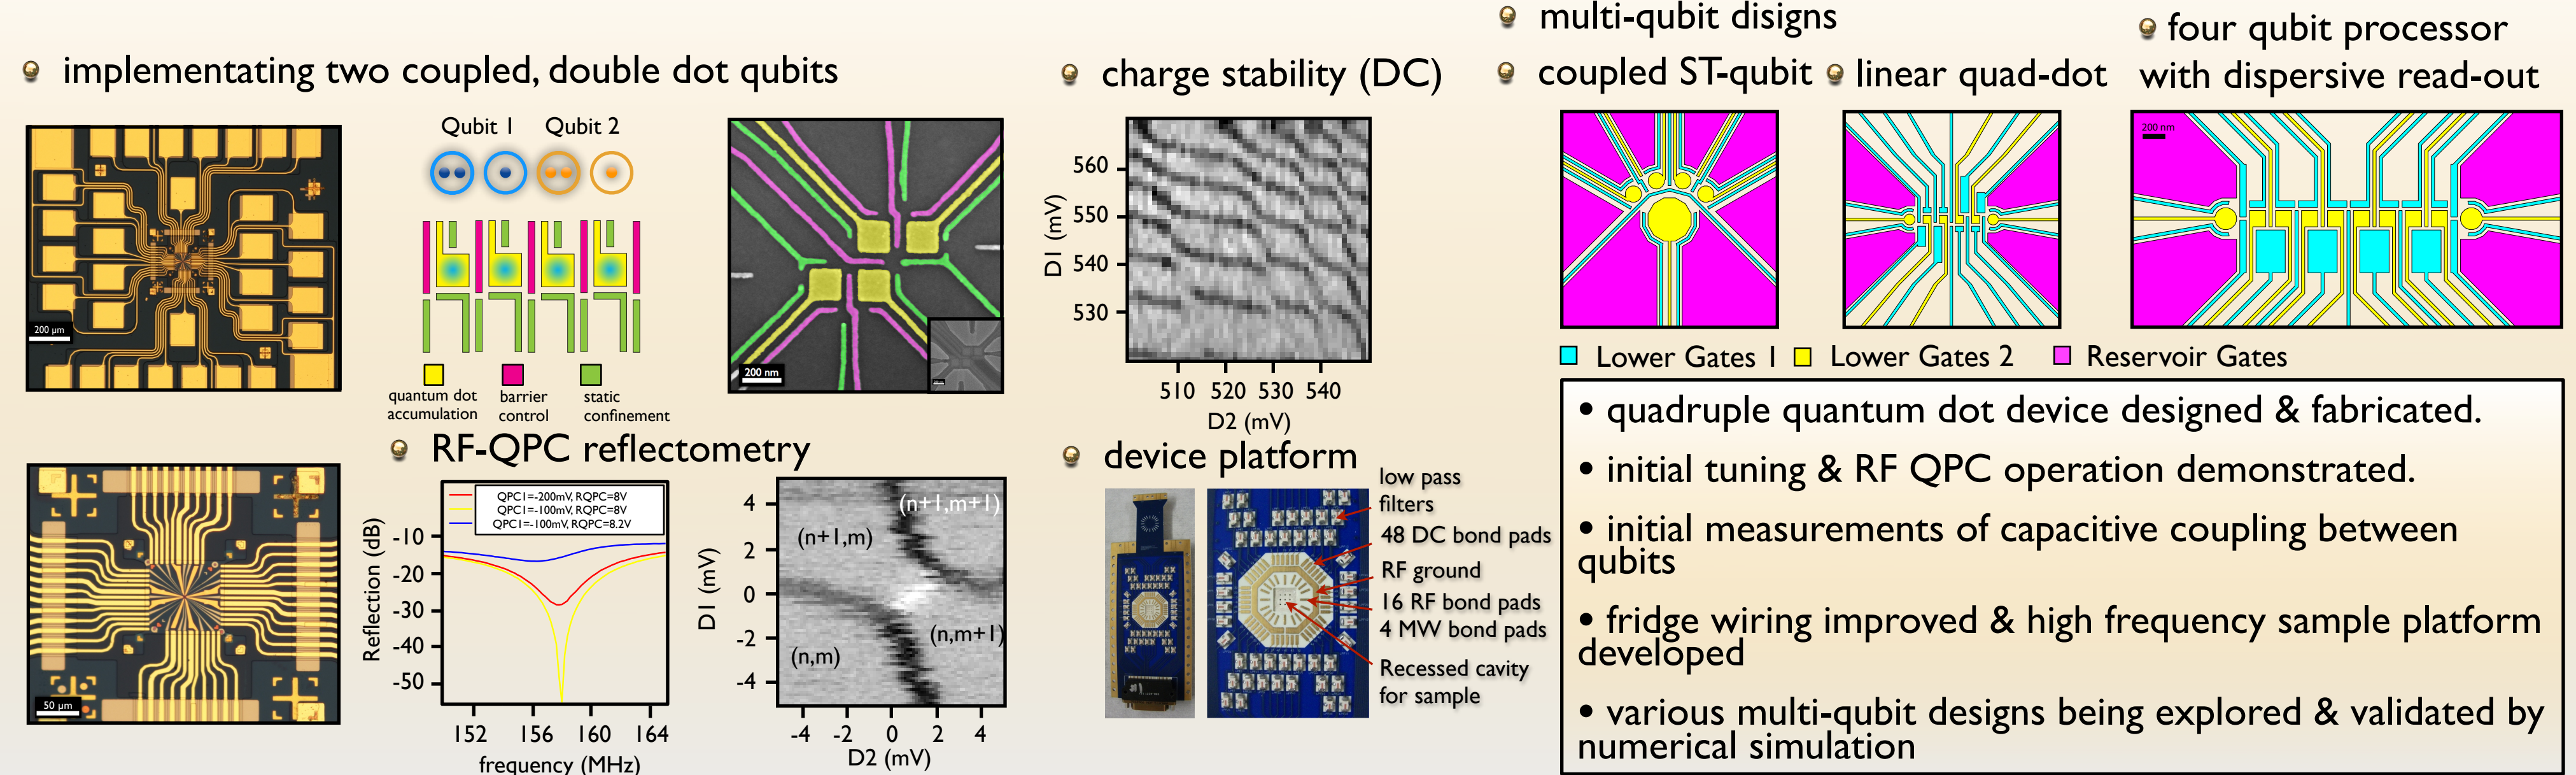 implementating two coupled, double dot qubits
200 µm
Qubit 1 Qubit 2
quantum dot
accumulation
barrier
control
static
confinement
200 nm
50 µm
RF-QPC reflectometry
QPC1=-200mV, RQPC=8V
QPC1=-100mV, RQPC=8V
QPC1=-100mV, RQPC=8.2V
Reflection (dB)
-10
-20
-30
-40
-50
152 156 160 164
frequency (MHz)
D1 (mV)
4
2
0
-2
-4
(n+1,m+1)
(n+1,m)
(n,m+1)
(n,m)
-4 -2 0 2 4
D2 (mV)
charge stability (DC)
D1 (mV)
560
550
540
530
510 520 530 540
D2 (mV)
device platform
low pass
filters
48 DC bond pads
RF ground
16 RF bond pads
4 MW bond pads
Recessed cavity
for sample
multi-qubit disigns
coupled ST-qubit
linear quad-dot
four qubit processor
with dispersive read-out
200 nm
Lower Gates 1
Lower Gates 2
Reservoir Gates
• quadruple quantum dot device designed & fabricated.
• initial tuning & RF QPC operation demonstrated.
• initial measurements of capacitive coupling between
qubits
• fridge wiring improved & high frequency sample platform
developed
• various multi-qubit designs being explored & validated by
numerical simulation